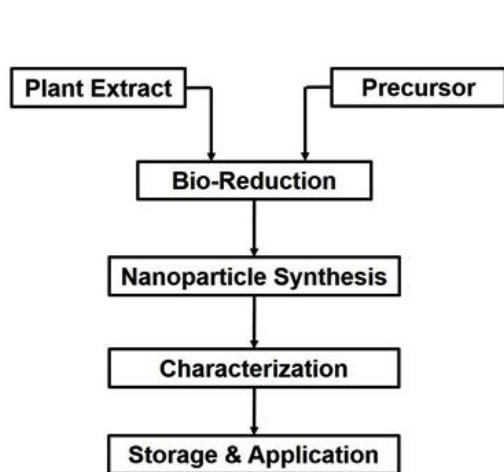 Plant Extract
Precursor
Bio-Reduction
Nanoparticle Synthesis
Characterization
Storage & Application